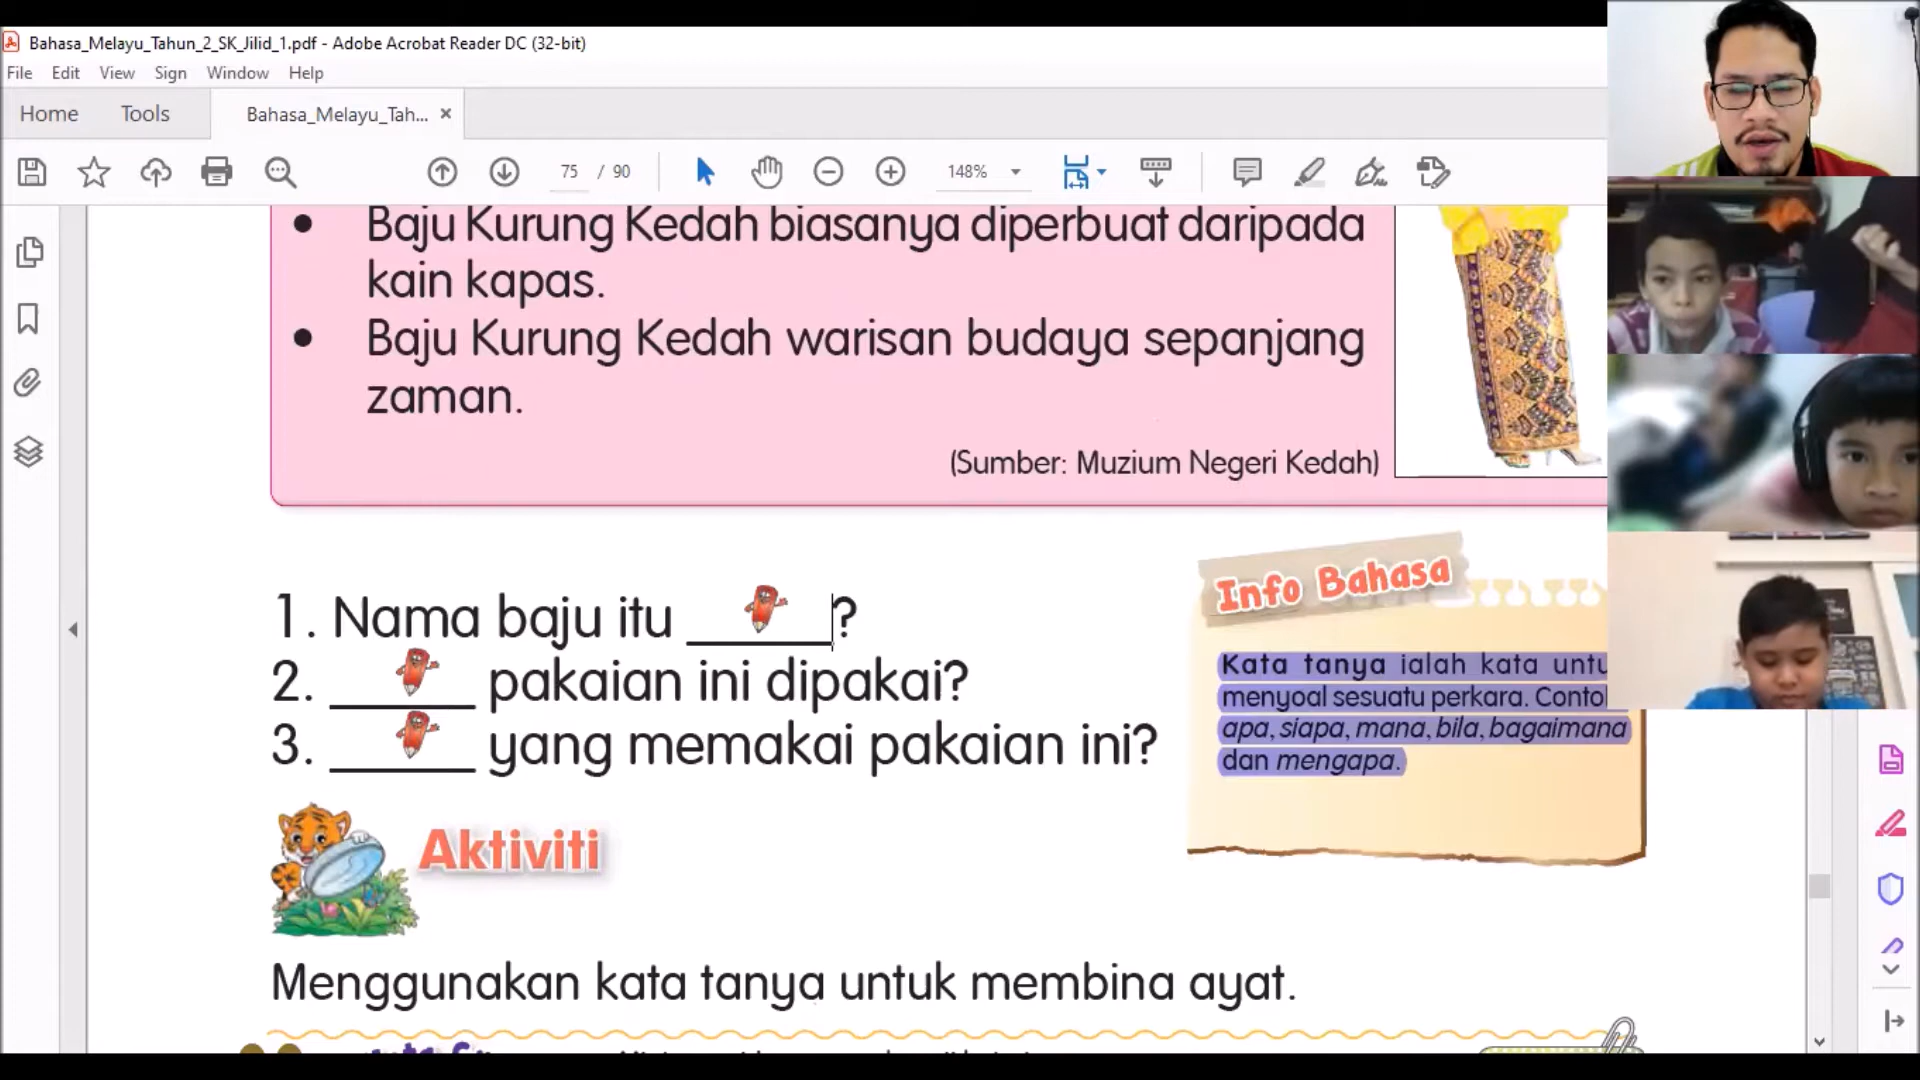 Bahasa_Melayu_Tahun_2_SK_Jilid_1.pdf - Adobe Acrobat Reader DC (32-bit)
File Edit View Sign Window Help
Home Tools Bahasa_Melayu_Tah... ×
75 / 90 148%
• Baju Kurung Kedah biasanya diperbuat daripada
kain kapas.
• Baju Kurung Kedah warisan budaya sepanjang
zaman.
(Sumber: Muzium Negeri Kedah)
1. Nama baju itu ______?
2. ______ pakaian ini dipakai?
3. ______ yang memakai pakaian ini?
Info Bahasa
Kata tanya ialah kata untu
menyoal sesuatu perkara. Conto
apa, siapa, mana, bila, bagaimana
dan mengapa.
Aktiviti
Menggunakan kata tanya untuk membina ayat.